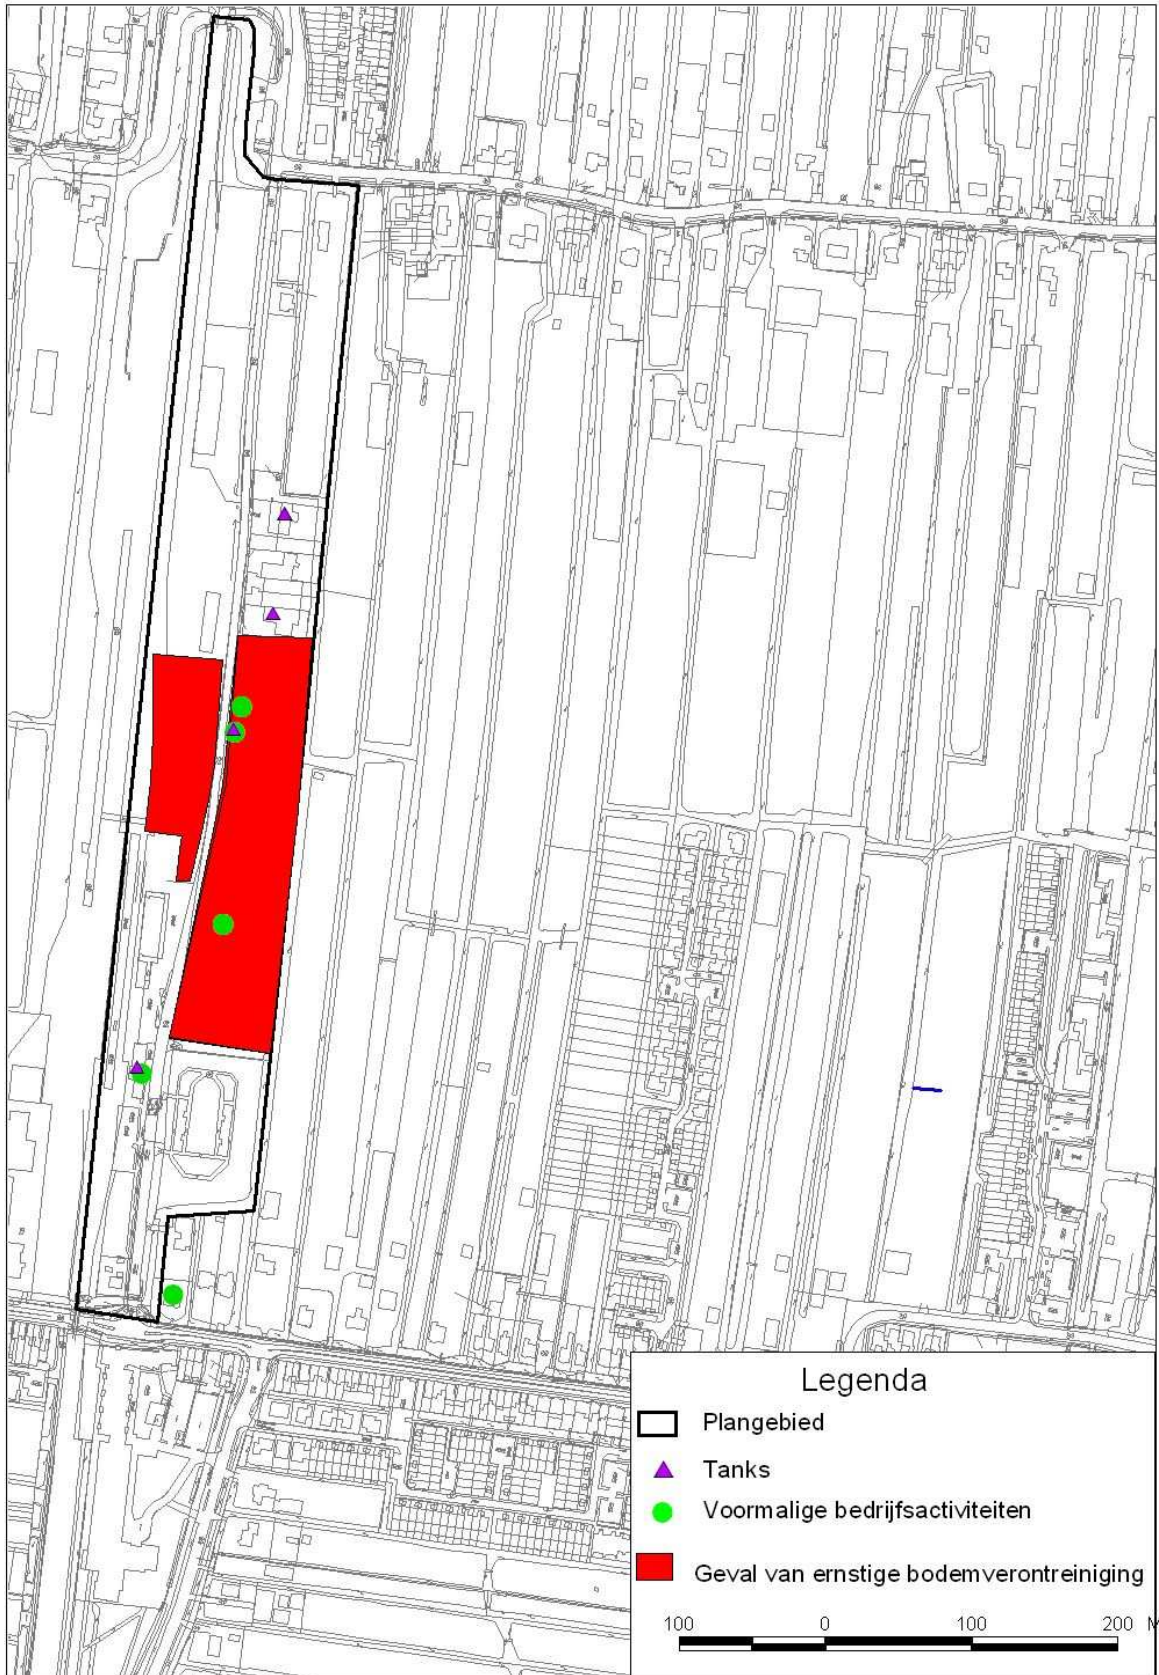 Legenda
Plangebied
Tanks
Voormalige bedrijfsactiviteiten
Geval van ernstige bodemverontreiniging
100 0 100 200 M